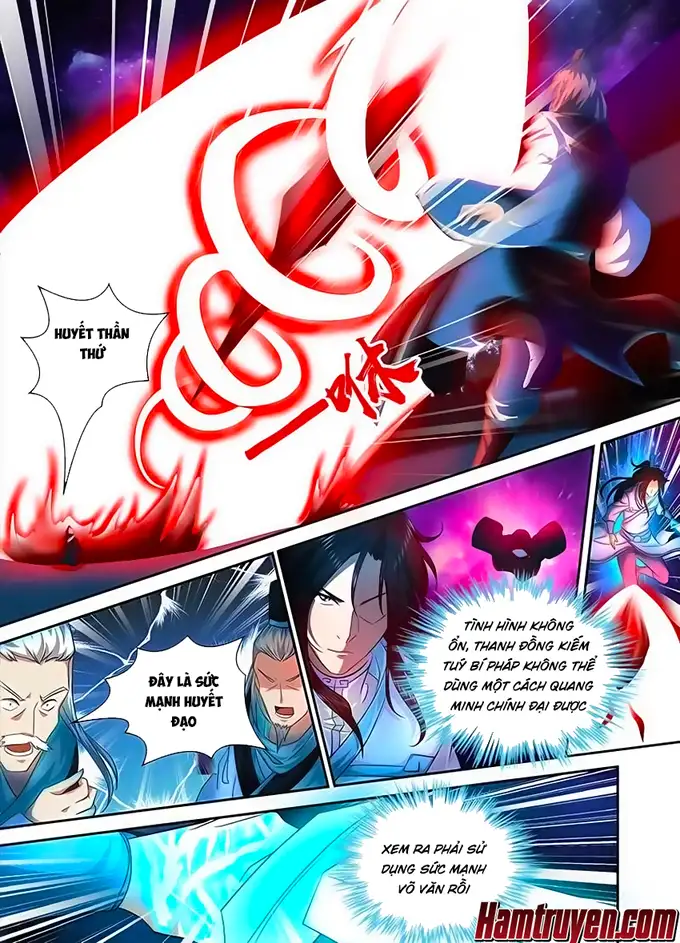 HUYẾT THẦN
THỨ
一咻
TÌNH HÌNH KHÔNG
ỔN, THANH ĐỒNG KIẾM
TUỶ BÍ PHÁP KHÔNG THỂ
DÙNG MỘT CÁCH QUANG
MINH CHÍNH ĐẠI ĐƯỢC
ĐÂY LÀ SỨC
MẠNH HUYẾT
ĐẠO
XEM RA PHẢI SỬ
DỤNG SỨC MẠNH
VÕ VĂN RỒI
Hamtruyen.com